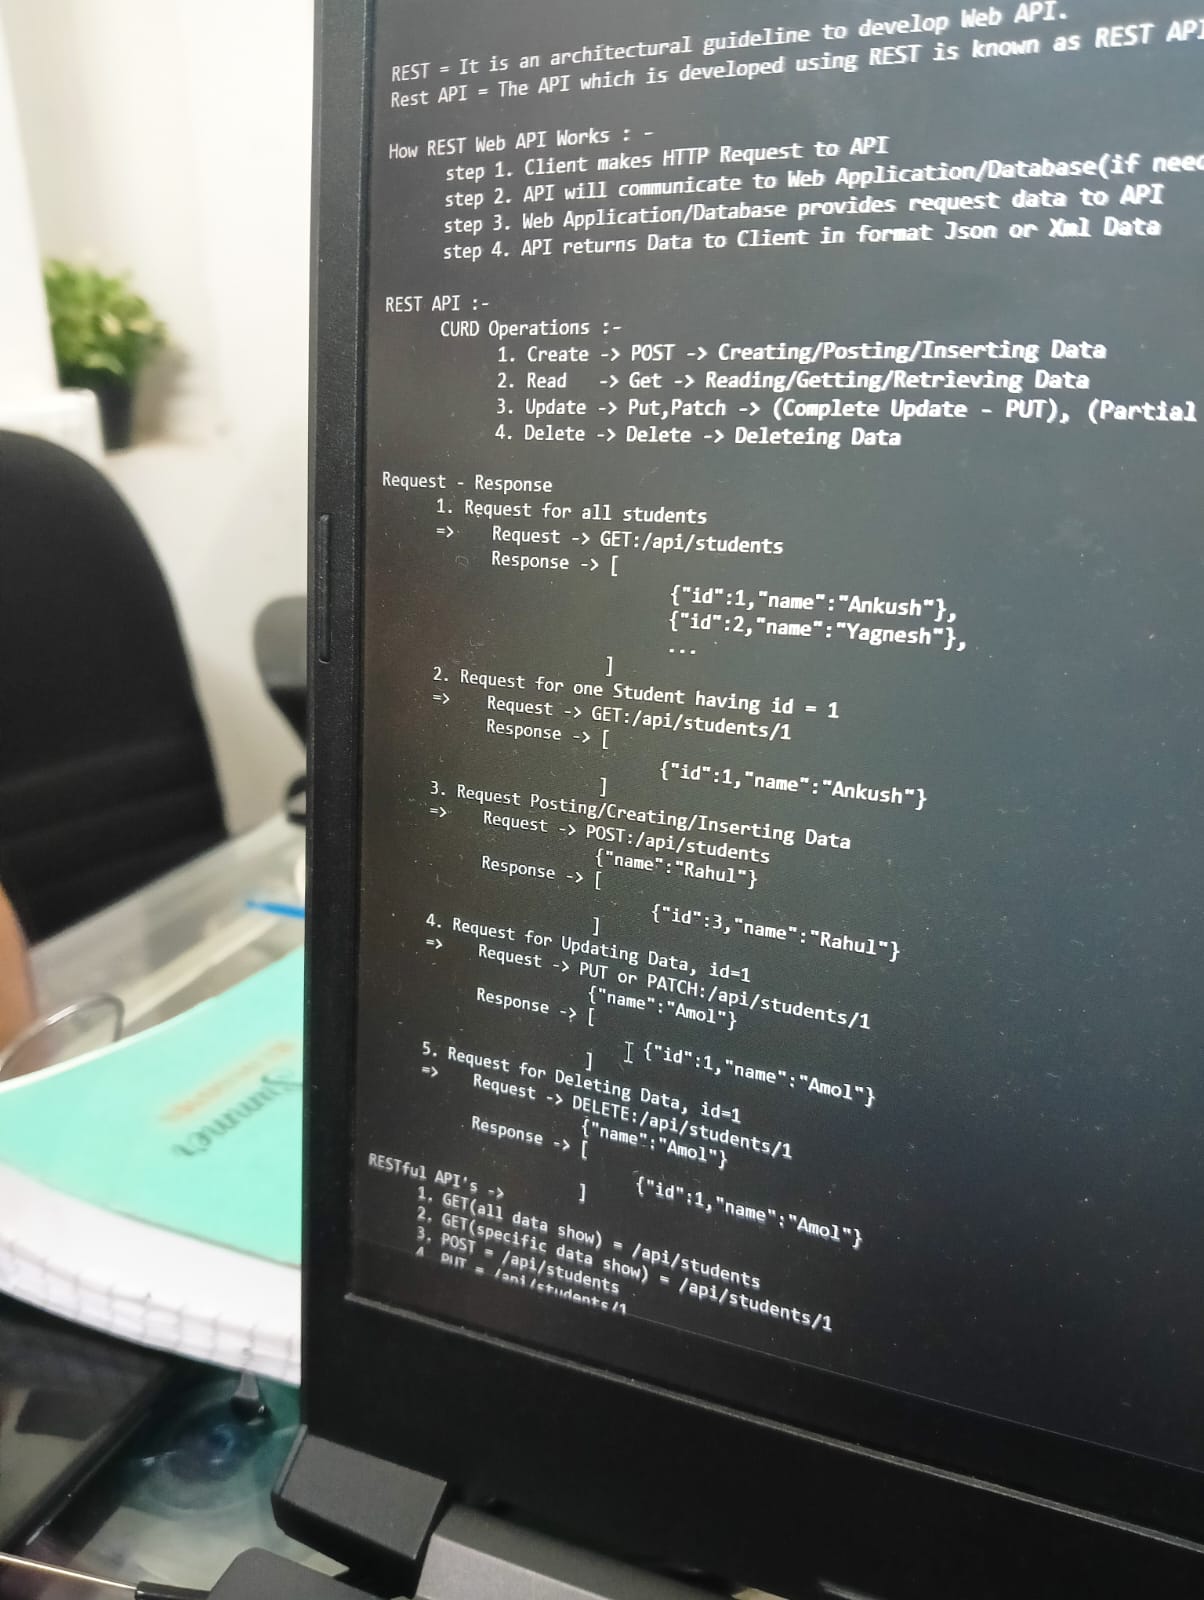 REST = It is an architectural guideline to develop Web API.
Rest API = The API which is developed using REST is known as REST API
How REST Web API Works : -
step 1. Client makes HTTP Request to API
step 2. API will communicate to Web Application/Database(if need
step 3. Web Application/Database provides request data to API
step 4. API returns Data to Client in format Json or Xml Data
REST API :-
CURD Operations :-
1. Create -> POST -> Creating/Posting/Inserting Data
2. Read -> Get -> Reading/Getting/Retrieving Data
3. Update -> Put,Patch -> (Complete Update - PUT), (Partial
4. Delete -> Delete -> Deleteing Data
Request - Response
1. Request for all students
=> Request -> GET:/api/students
Response -> [
{"id":1,"name":"Ankush"},
{"id":2,"name":"Yagnesh"},
...
]
2. Request for one Student having id = 1
=> Request -> GET:/api/students/1
Response -> [
{"id":1,"name":"Ankush"}
]
3. Request Posting/Creating/Inserting Data
=> Request -> POST:/api/students
{"name":"Rahul"}
Response -> [
{"id":3,"name":"Rahul"}
]
4. Request for Updating Data, id=1
=> Request -> PUT or PATCH:/api/students/1
{"name":"Amol"}
Response -> [
{"id":1,"name":"Amol"}
]
5. Request for Deleting Data, id=1
=> Request -> DELETE:/api/students/1
{"name":"Amol"}
Response -> [
{"id":1,"name":"Amol"}
]
RESTful API's ->
1. GET(all data show) = /api/students
2. GET(specific data show) = /api/students/1
3. POST = /api/students
4. PUT = /api/students/1